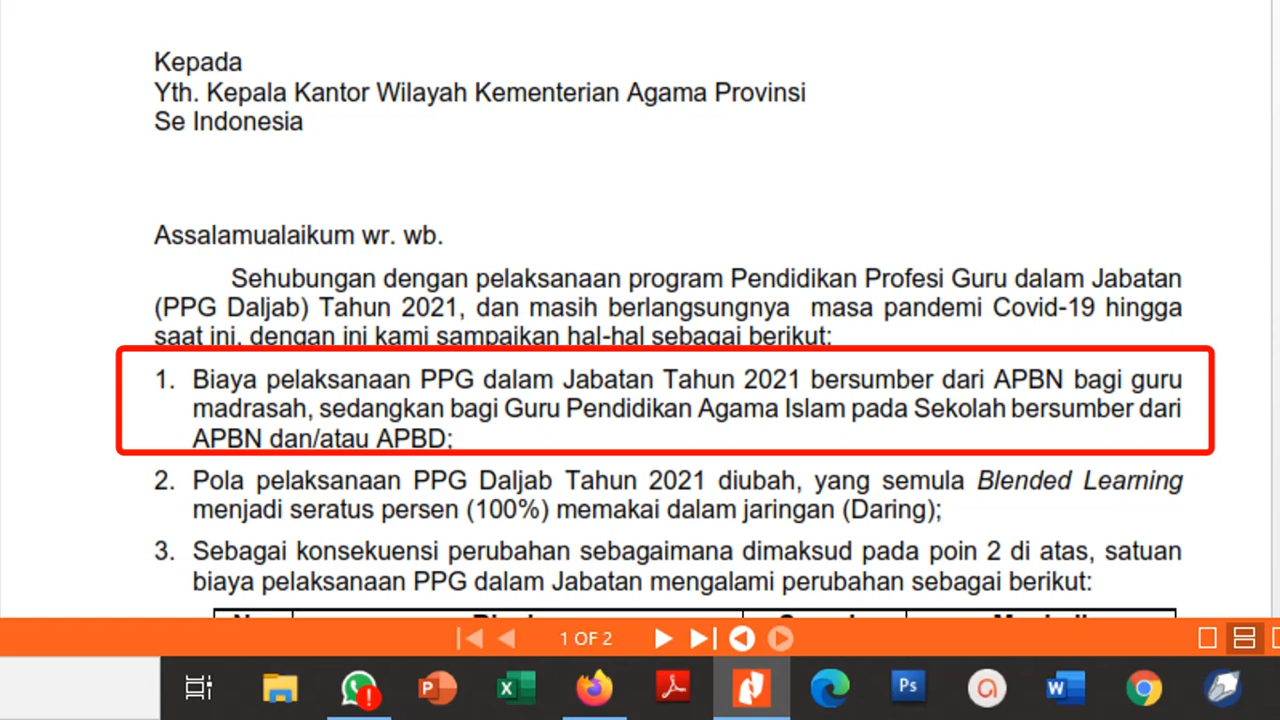 Kepada
Yth. Kepala Kantor Wilayah Kementerian Agama Provinsi
Se Indonesia
Assalamualaikum wr. wb.
Sehubungan dengan pelaksanaan program Pendidikan Profesi Guru dalam Jabatan
(PPG Daljab) Tahun 2021, dan masih berlangsungnya masa pandemi Covid-19 hingga
saat ini, dengan ini kami sampaikan hal-hal sebagai berikut:
1. Biaya pelaksanaan PPG dalam Jabatan Tahun 2021 bersumber dari APBN bagi guru
madrasah, sedangkan bagi Guru Pendidikan Agama Islam pada Sekolah bersumber dari
APBN dan/atau APBD;
2. Pola pelaksanaan PPG Daljab Tahun 2021 diubah, yang semula Blended Learning
menjadi seratus persen (100%) memakai dalam jaringan (Daring);
3. Sebagai konsekuensi perubahan sebagaimana dimaksud pada poin 2 di atas, satuan
biaya pelaksanaan PPG dalam Jabatan mengalami perubahan sebagai berikut:
1 OF 2
P X Ps W